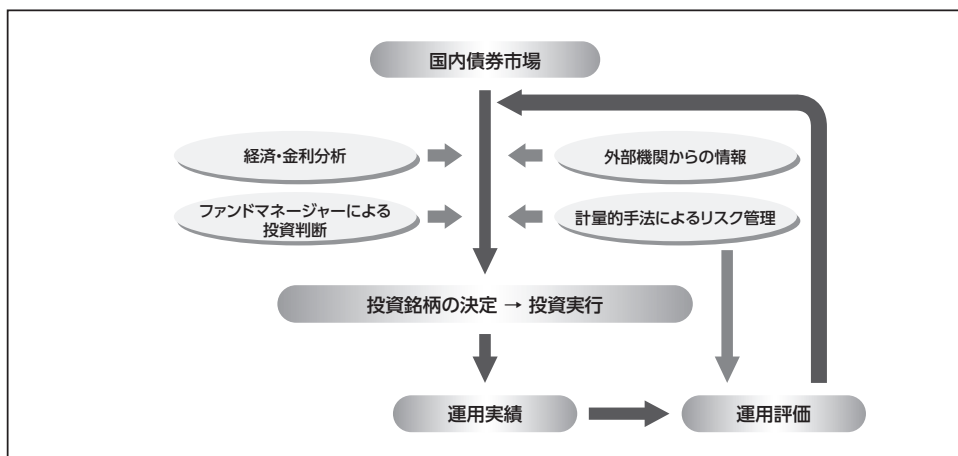 国内債券市場
経済・金利分析
外部機関からの情報
ファンドマネージャーによる
投資判断
計量的手法によるリスク管理
投資銘柄の決定 → 投資実行
運用実績
運用評価